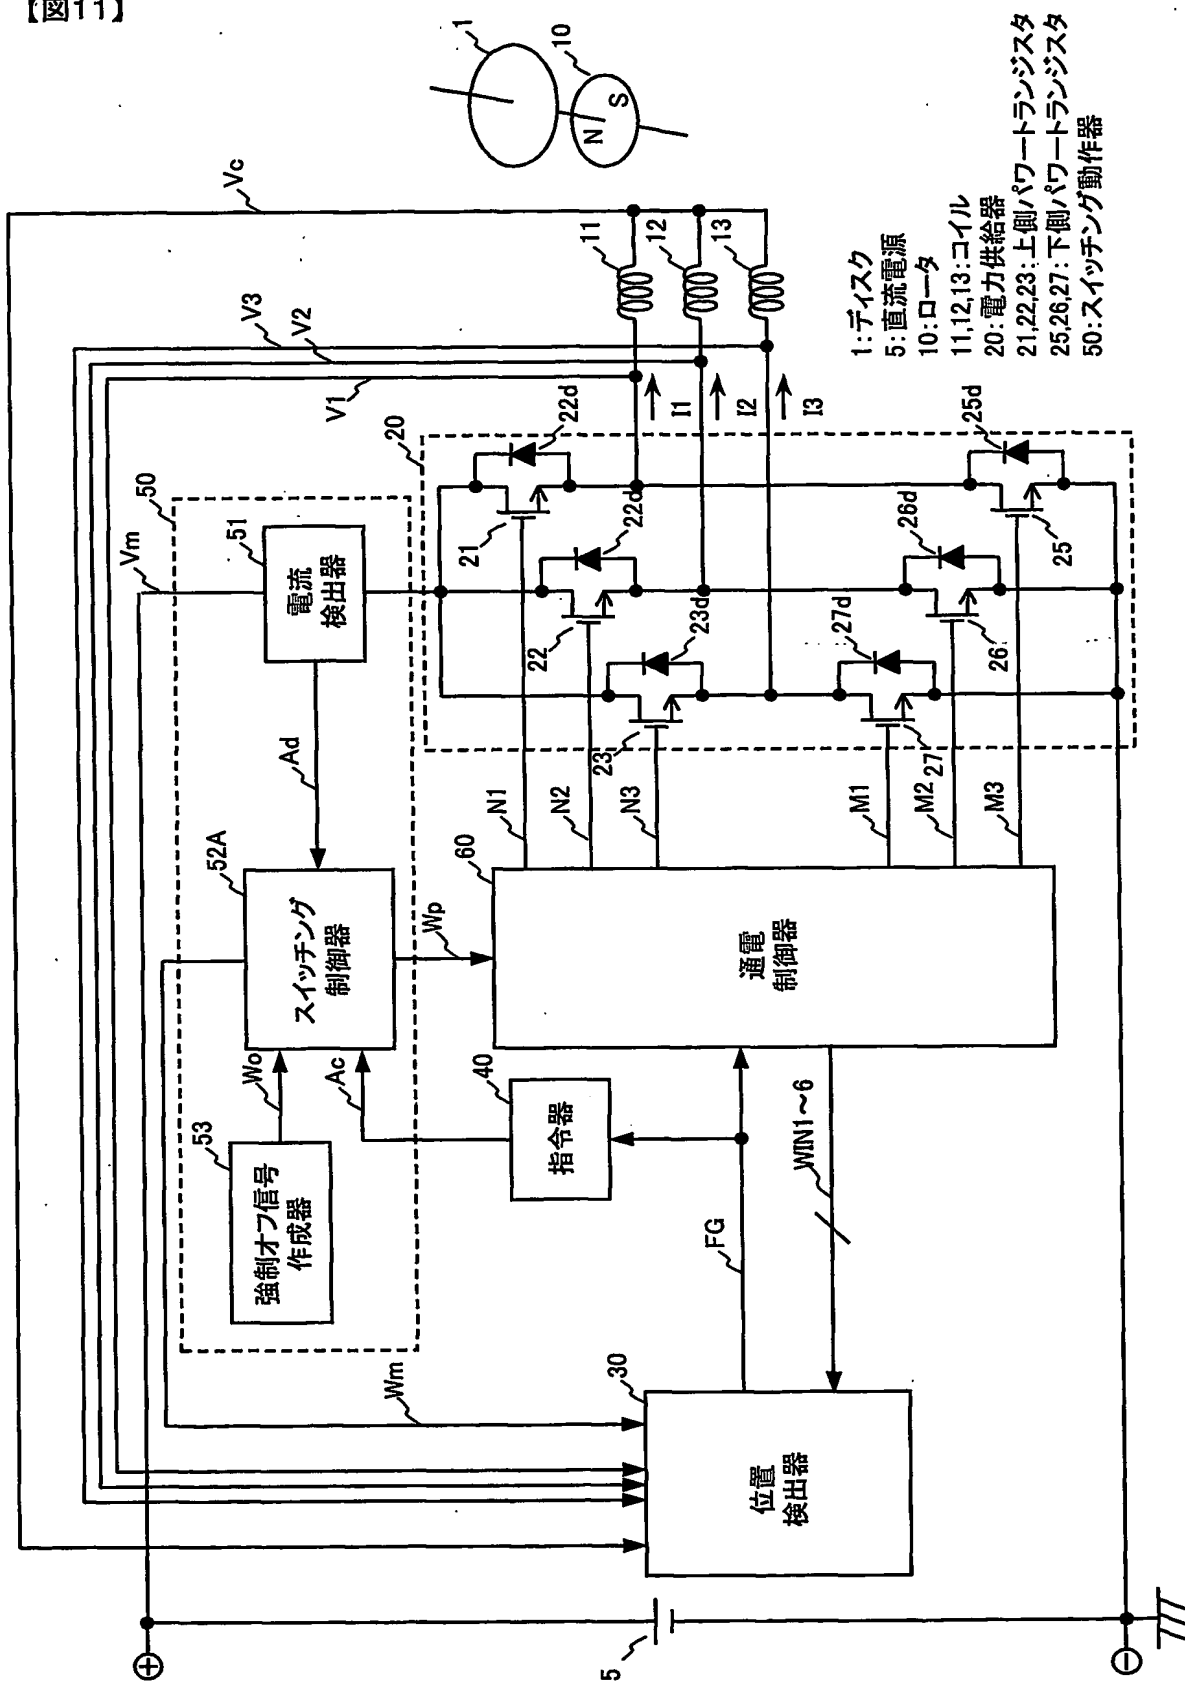 【図11】
1
10
N
S
Vc
11
12
13
V3
V2
V1
I1
I2
I3
1:ディスク
5:直流電源
10:ロータ
11,12,13:コイル
20:電力供給器
21,22,23:上側パワートランジスタ
25,26,27:下側パワートランジスタ
50:スイッチング動作器
Vm
50
51
電流
検出器
20
22d
21
22d
22
23d
23
25d
25
26d
26
27d
27
Ad
52A
スイッチング
制御器
Wp
N1
N2
N3
M1
M2
M3
60
通電
制御器
Wo
Ac
53
強制オフ信号
作成器
40
指令器
FG
WIN1~6
Wm
30
位置
検出器
5
+
−